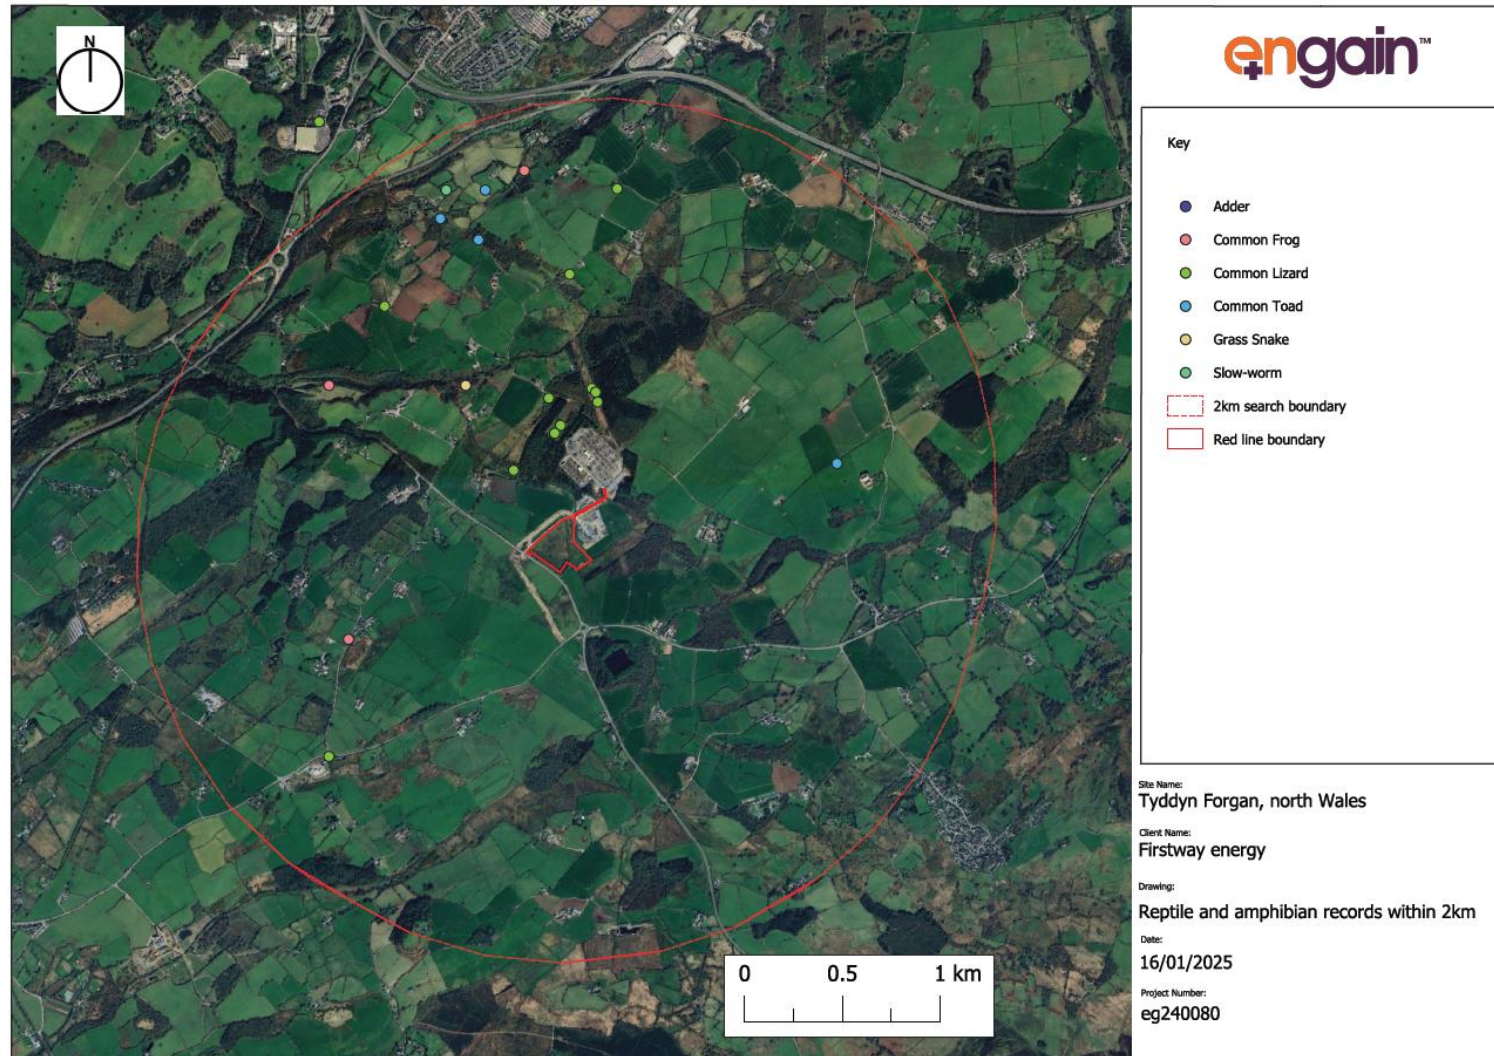 N
engain™
Key
Adder
Common Frog
Common Lizard
Common Toad
Grass Snake
Slow-worm
2km search boundary
Red line boundary
Site Name:
Tyddyn Forgan, north Wales
Client Name:
Firstway energy
Drawing:
Reptile and amphibian records within 2km
Date:
16/01/2025
Project Number:
eg240080
0 0.5 1 km